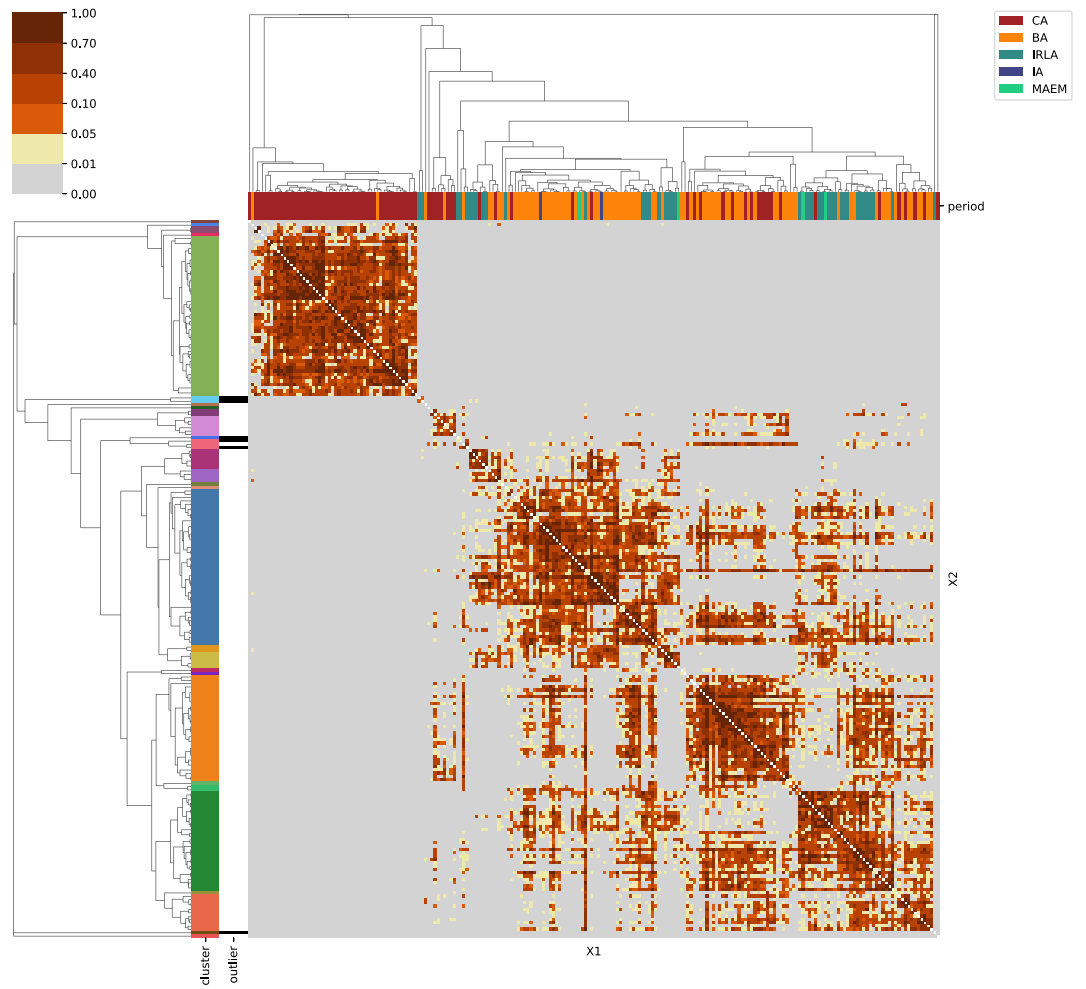 1.00
0.70
0.40
0.10
0.05
0.01
0.00
CA
BA
IRLA
IA
MAEM
period
X2
X1
cluster
outlier